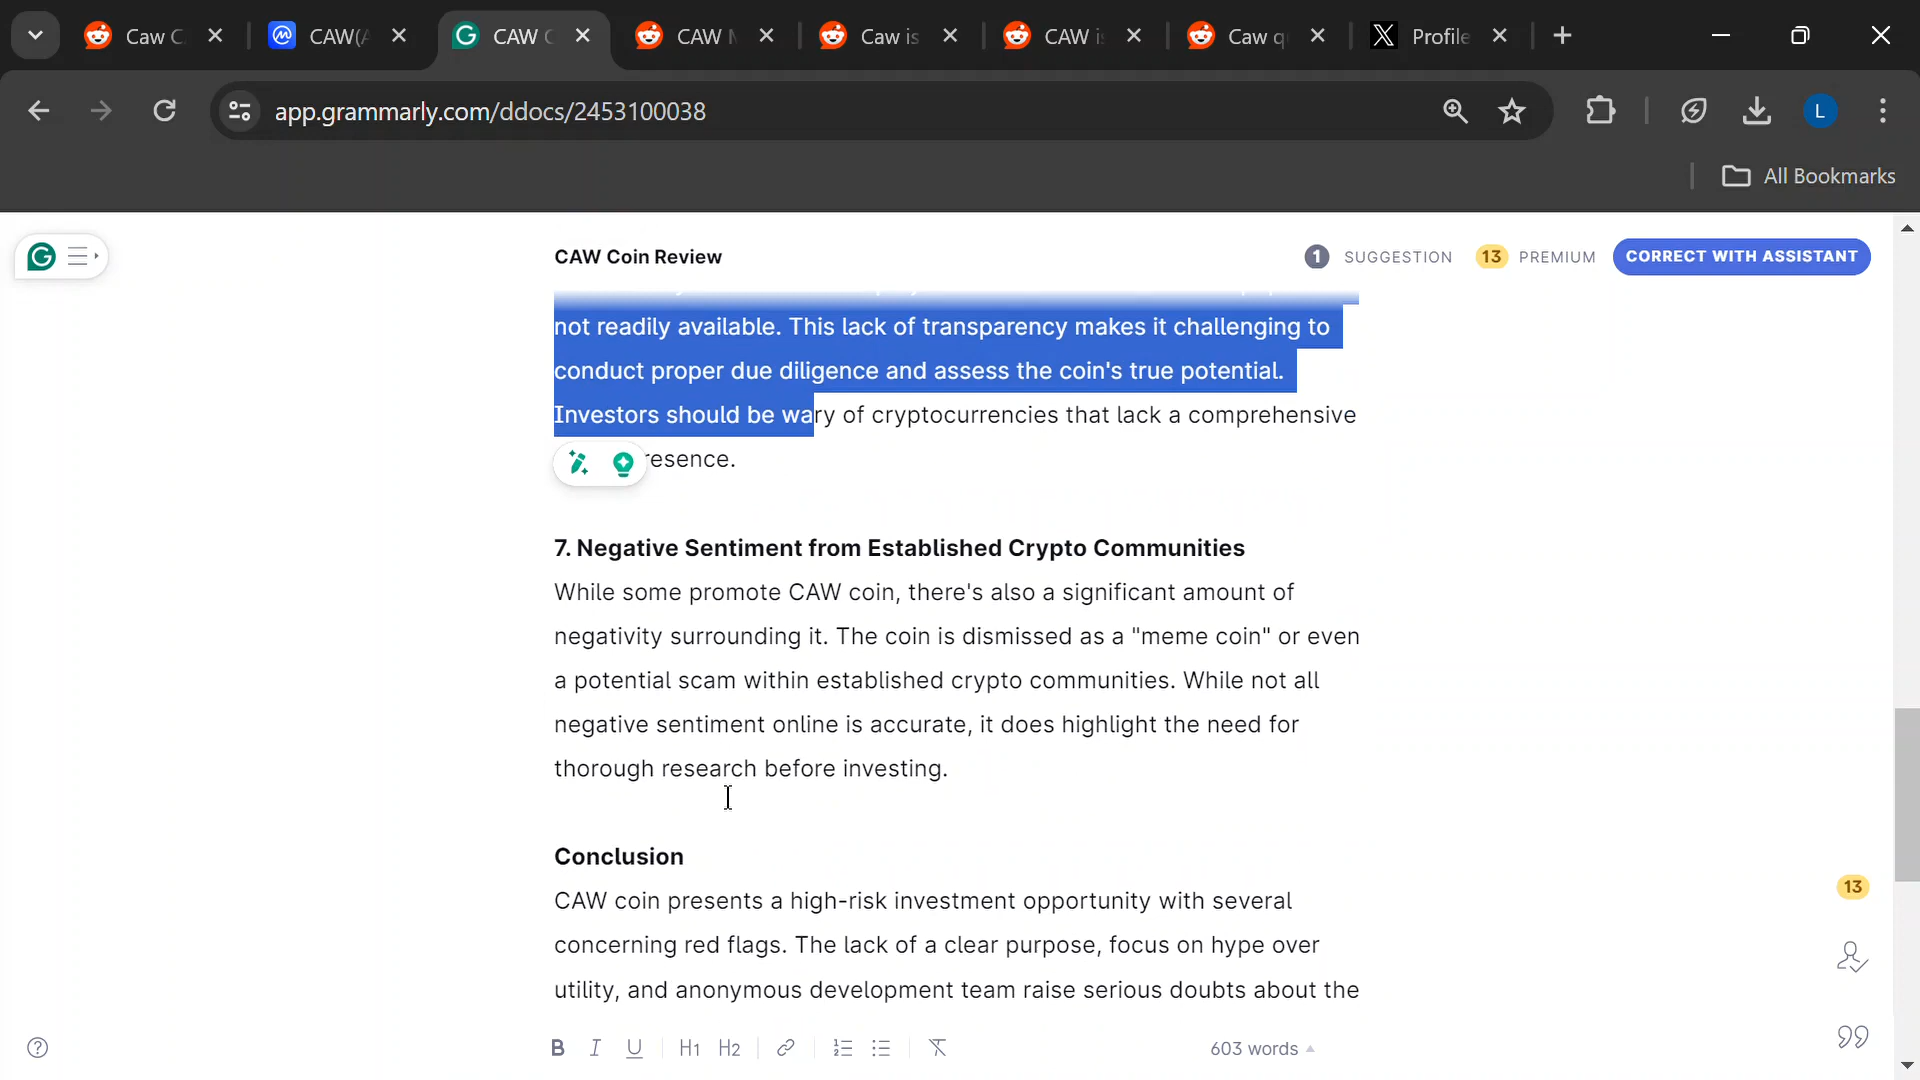 Caw C
CAW(A
CAW C
CAW M
Caw is
CAW is
Caw q
Profile
app.grammarly.com/ddocs/2453100038
L
All Bookmarks
CAW Coin Review
1 SUGGESTION
13 PREMIUM
CORRECT WITH ASSISTANT
not readily available. This lack of transparency makes it challenging to
conduct proper due diligence and assess the coin's true potential.
Investors should be wary of cryptocurrencies that lack a comprehensive
resence.
7. Negative Sentiment from Established Crypto Communities
While some promote CAW coin, there's also a significant amount of
negativity surrounding it. The coin is dismissed as a "meme coin" or even
a potential scam within established crypto communities. While not all
negative sentiment online is accurate, it does highlight the need for
thorough research before investing.
Conclusion
CAW coin presents a high-risk investment opportunity with several
concerning red flags. The lack of a clear purpose, focus on hype over
utility, and anonymous development team raise serious doubts about the
13
B I U H1 H2
603 words